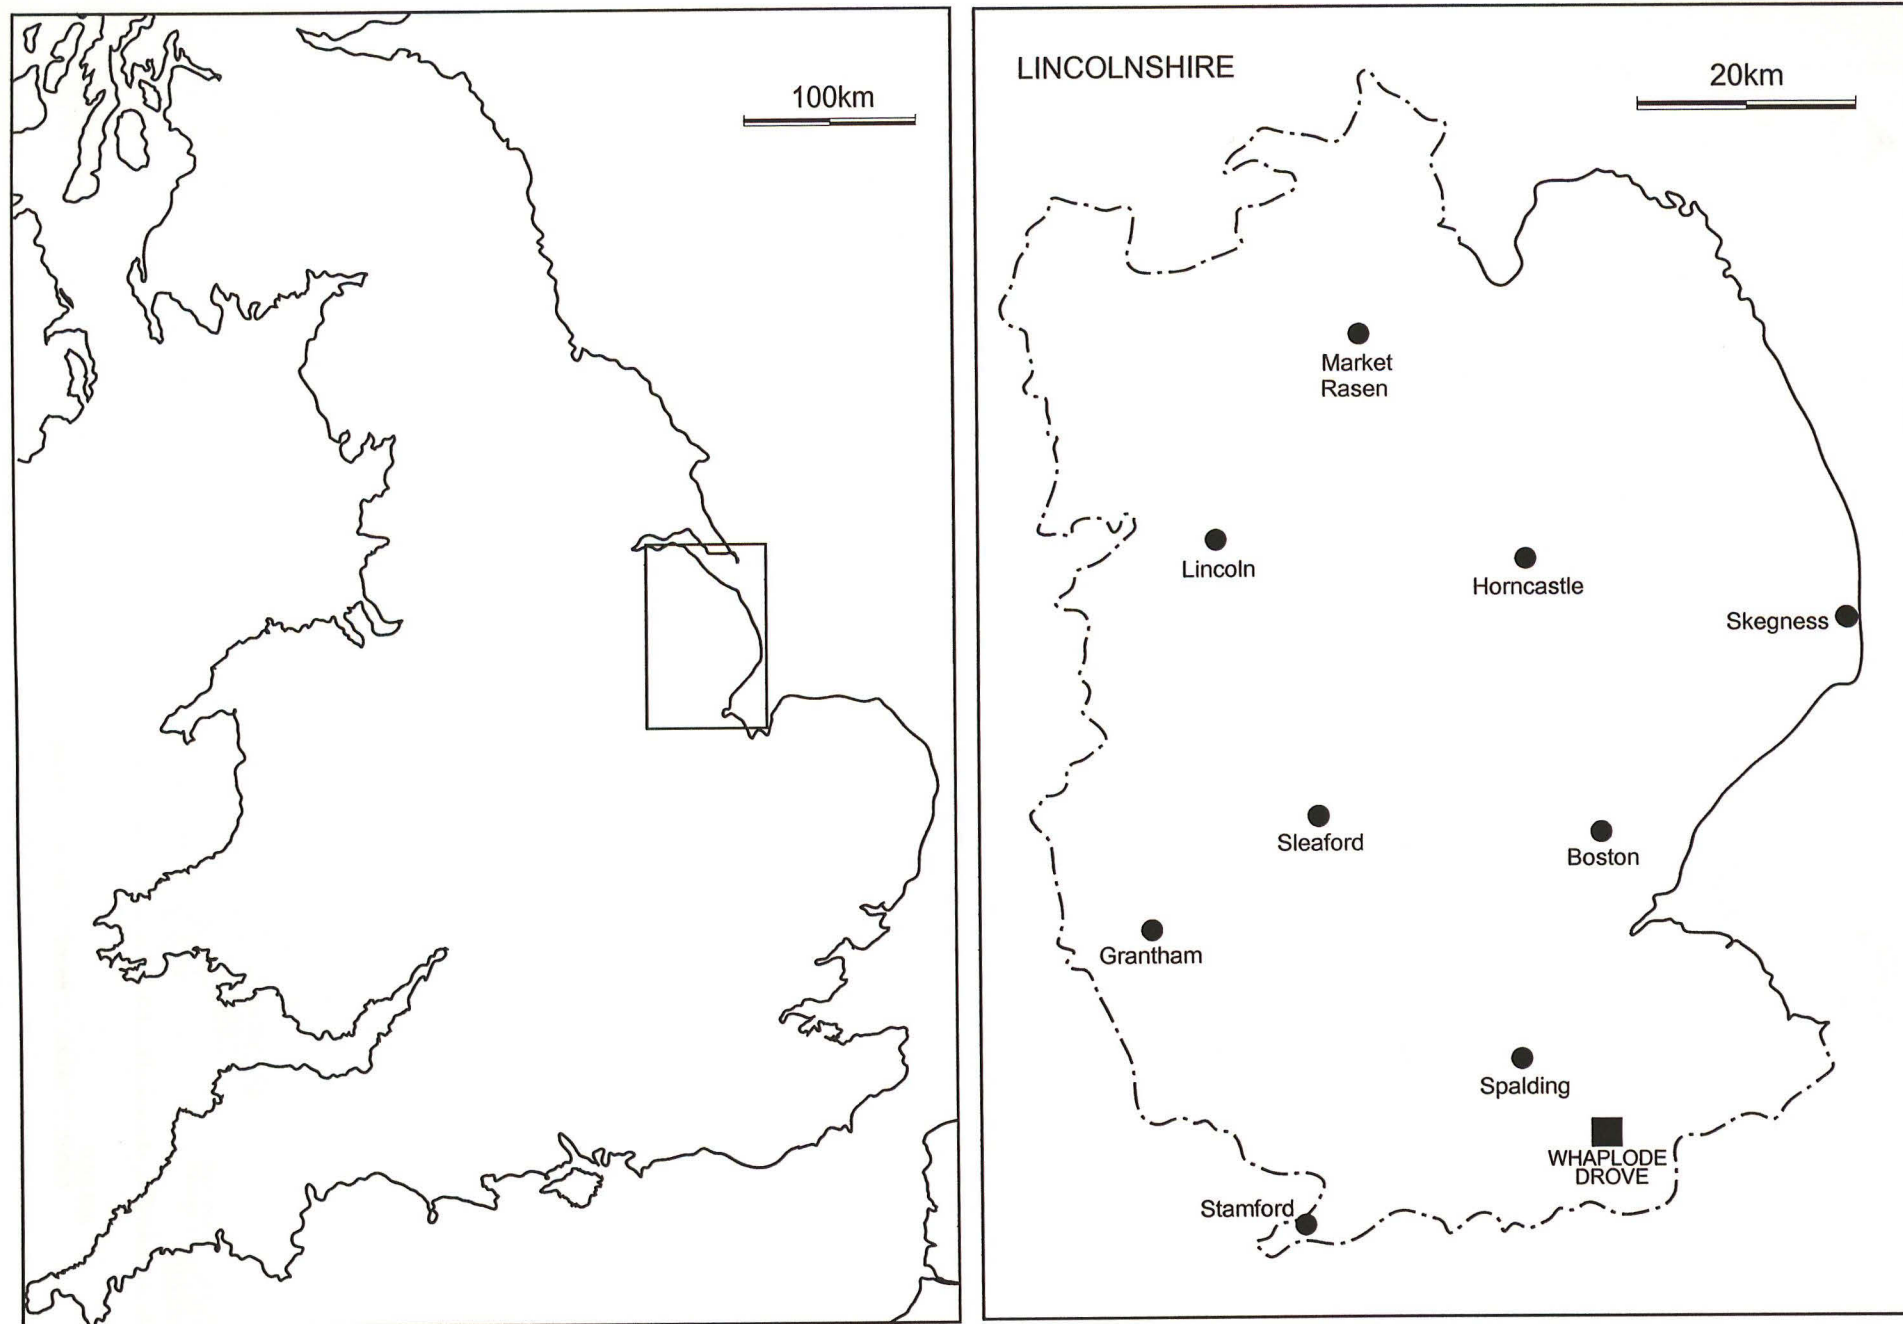 100km
LINCOLNSHIRE
20km
Market
Rasen
Lincoln
Horncastle
Skegness
Sleaford
Boston
Grantham
Spalding
WHAPLODE
DROVE
Stamford